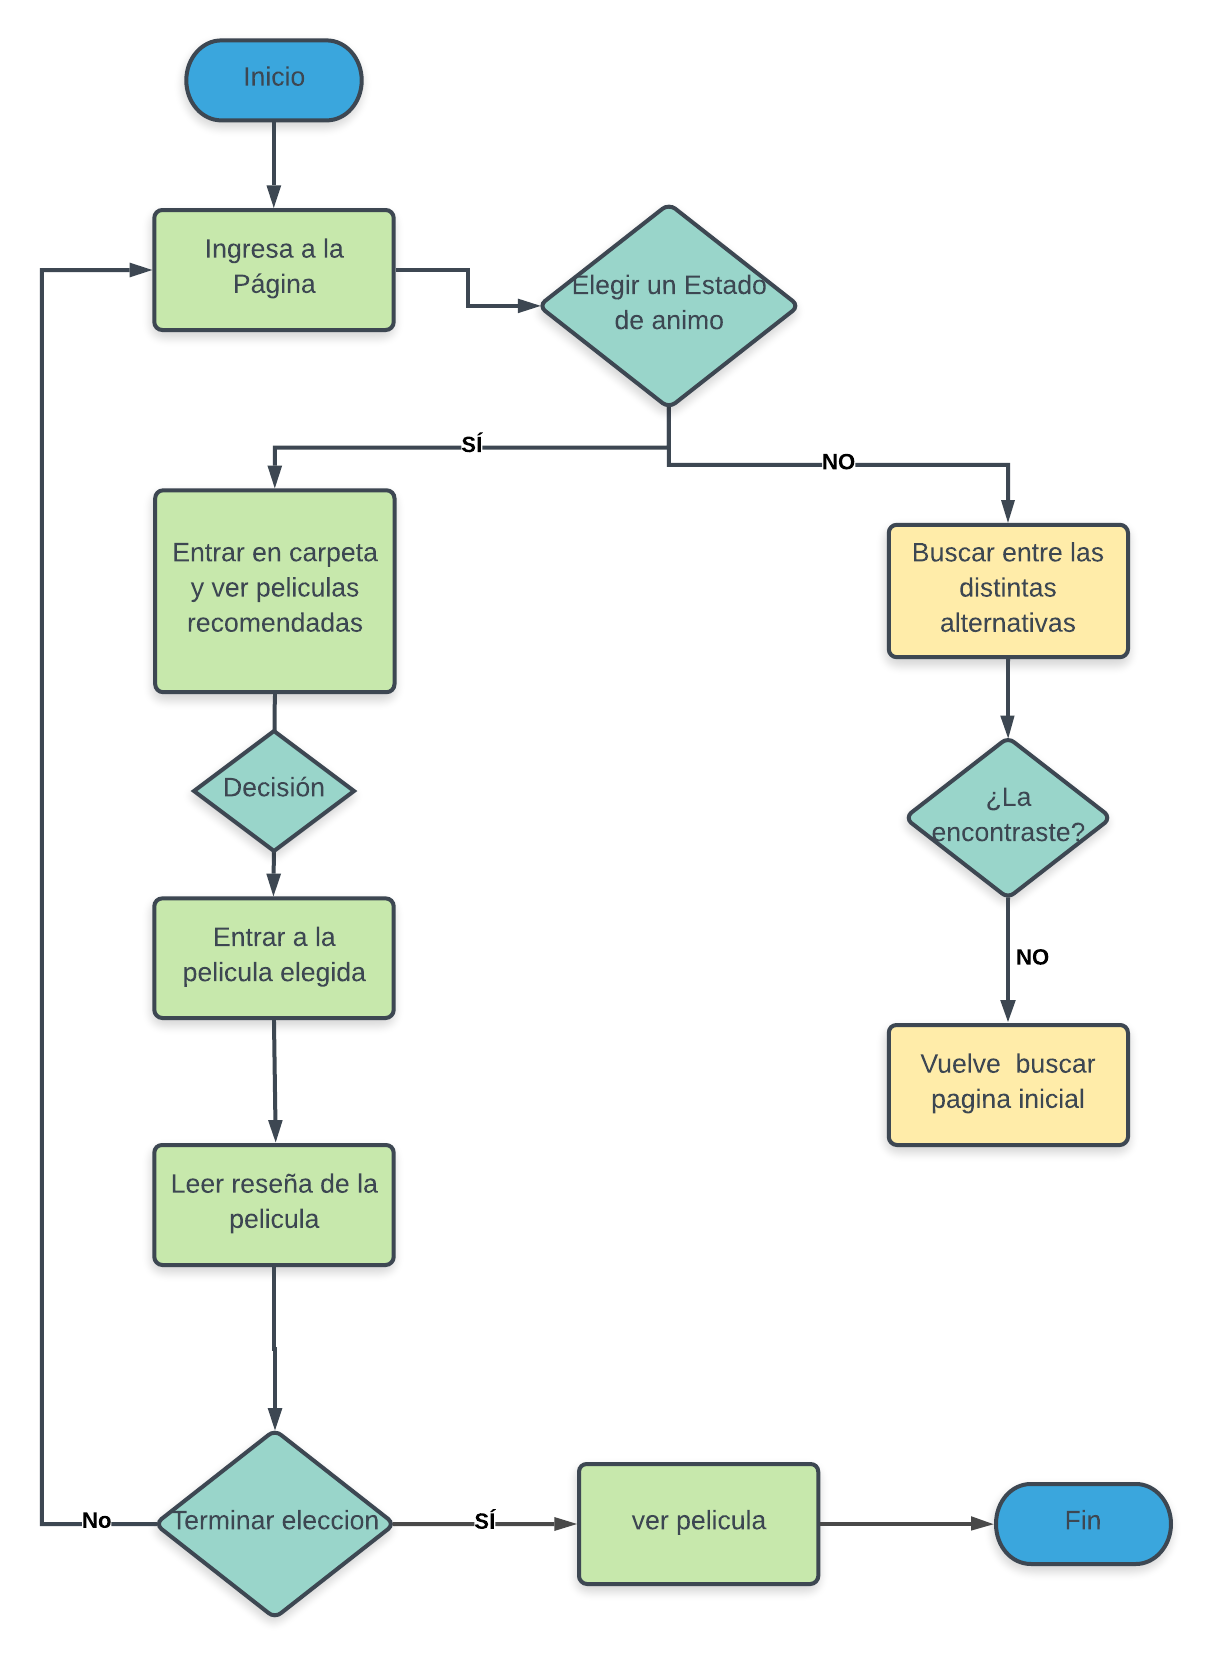 Inicio
Ingresa a la
Página
Elegir un Estado
de animo
SÍ
NO
Entrar en carpeta
y ver peliculas
recomendadas
Buscar entre las
distintas
alternativas
Decisión
¿La
encontraste?
Entrar a la
pelicula elegida
NO
Vuelve  buscar
pagina inicial
Leer reseña de la
pelicula
No
Terminar eleccion
SÍ
ver pelicula
Fin